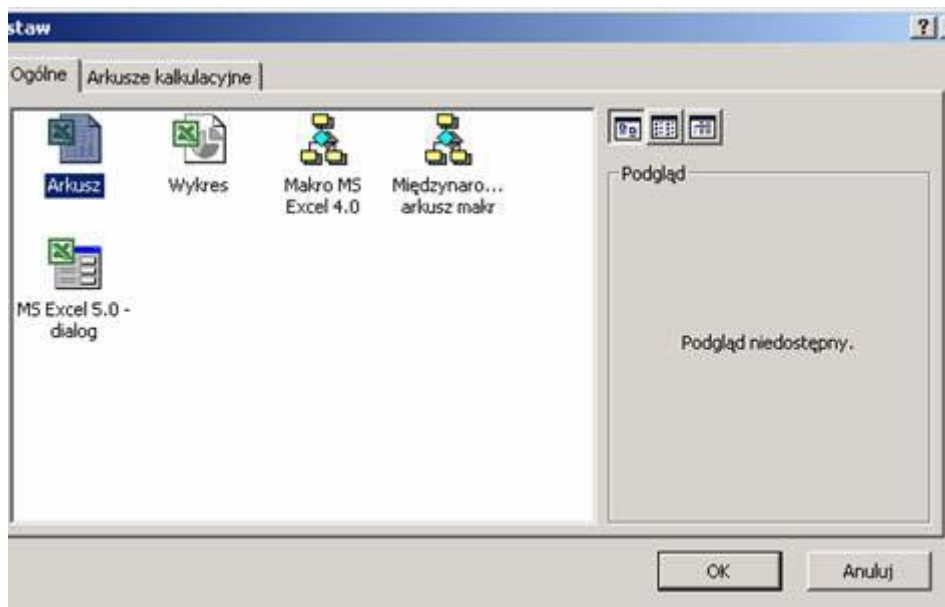 staw
Ogólne
Arkusze kalkulacyjne
Arkusz
Wykres
Makro MS
Excel 4.0
Międzynaro...
arkusz makr
MS Excel 5.0 -
dialog
Podgląd
Podgląd niedostępny.
OK
Anuluj